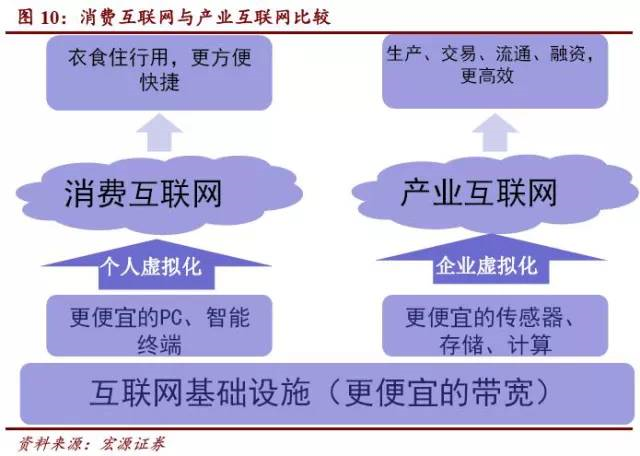 图 10：消费互联网与产业互联网比较
衣食住行用，更方便
快捷
生产、交易、流通、融资，
更高效
消费互联网
产业互联网
个人虚拟化
企业虚拟化
更便宜的PC、智能
终端
更便宜的传感器、
存储、计算
互联网基础设施（更便宜的带宽）
资料来源：宏源证券